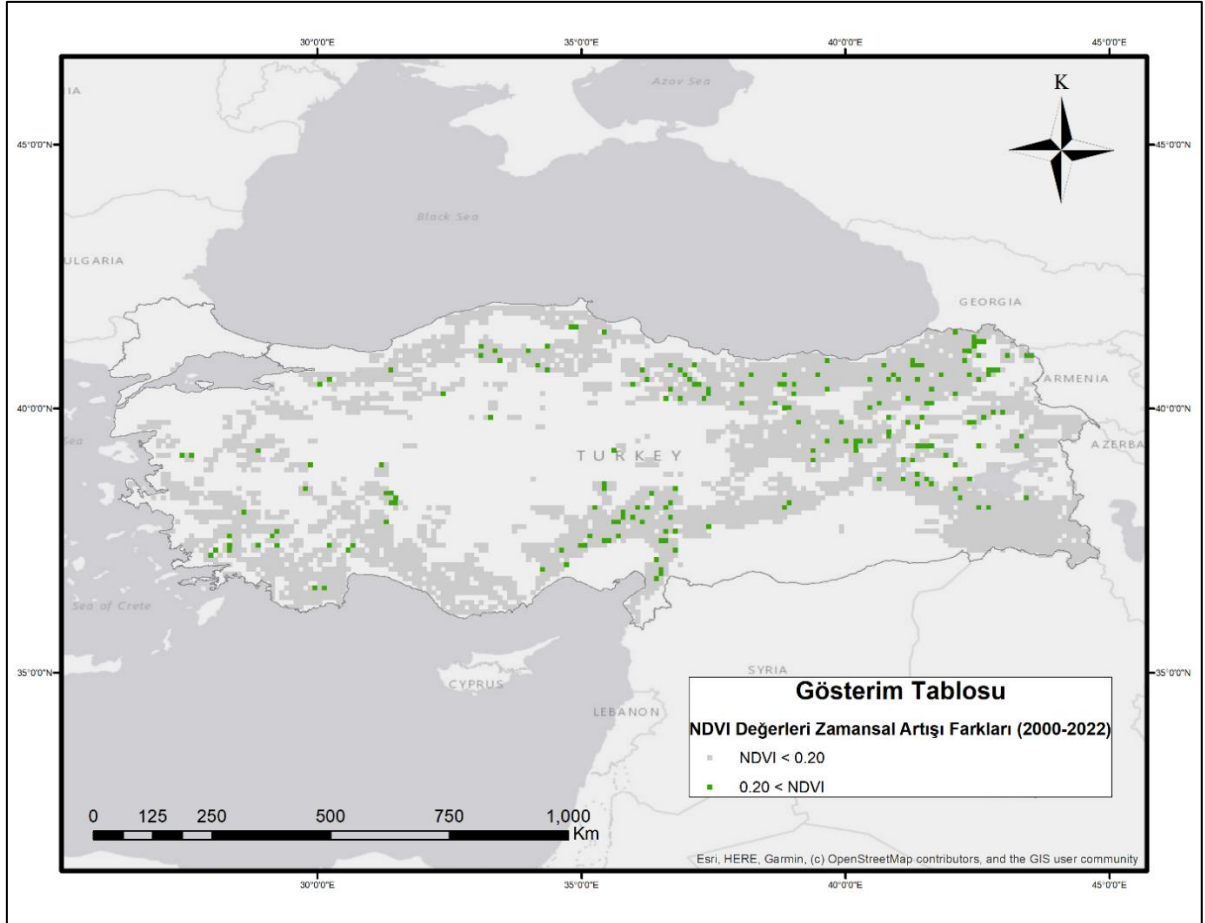 30°0'0"E 35°0'0"E 40°0'0"E 45°0'0"E
Azov Sea
IA
K
45°0'0"N 45°0'0"N
Black Sea
ULGARIA
GEORGIA
ARMENIA
40°0'0"N 40°0'0"N
Sea
AZERBA
TURKEY
Sea of Crete
35°0'0"N 35°0'0"N
SYRIA
CYPRUS
LEBANON
Gösterim Tablosu
NDVI Değerleri Zamansal Artışı Farkları (2000-2022)
NDVI < 0.20
0.20 < NDVI
0 125 250 500 750 1,000
Km
Esri, HERE, Garmin, (c) OpenStreetMap contributors, and the GIS user community
30°0'0"E 35°0'0"E 40°0'0"E 45°0'0"E